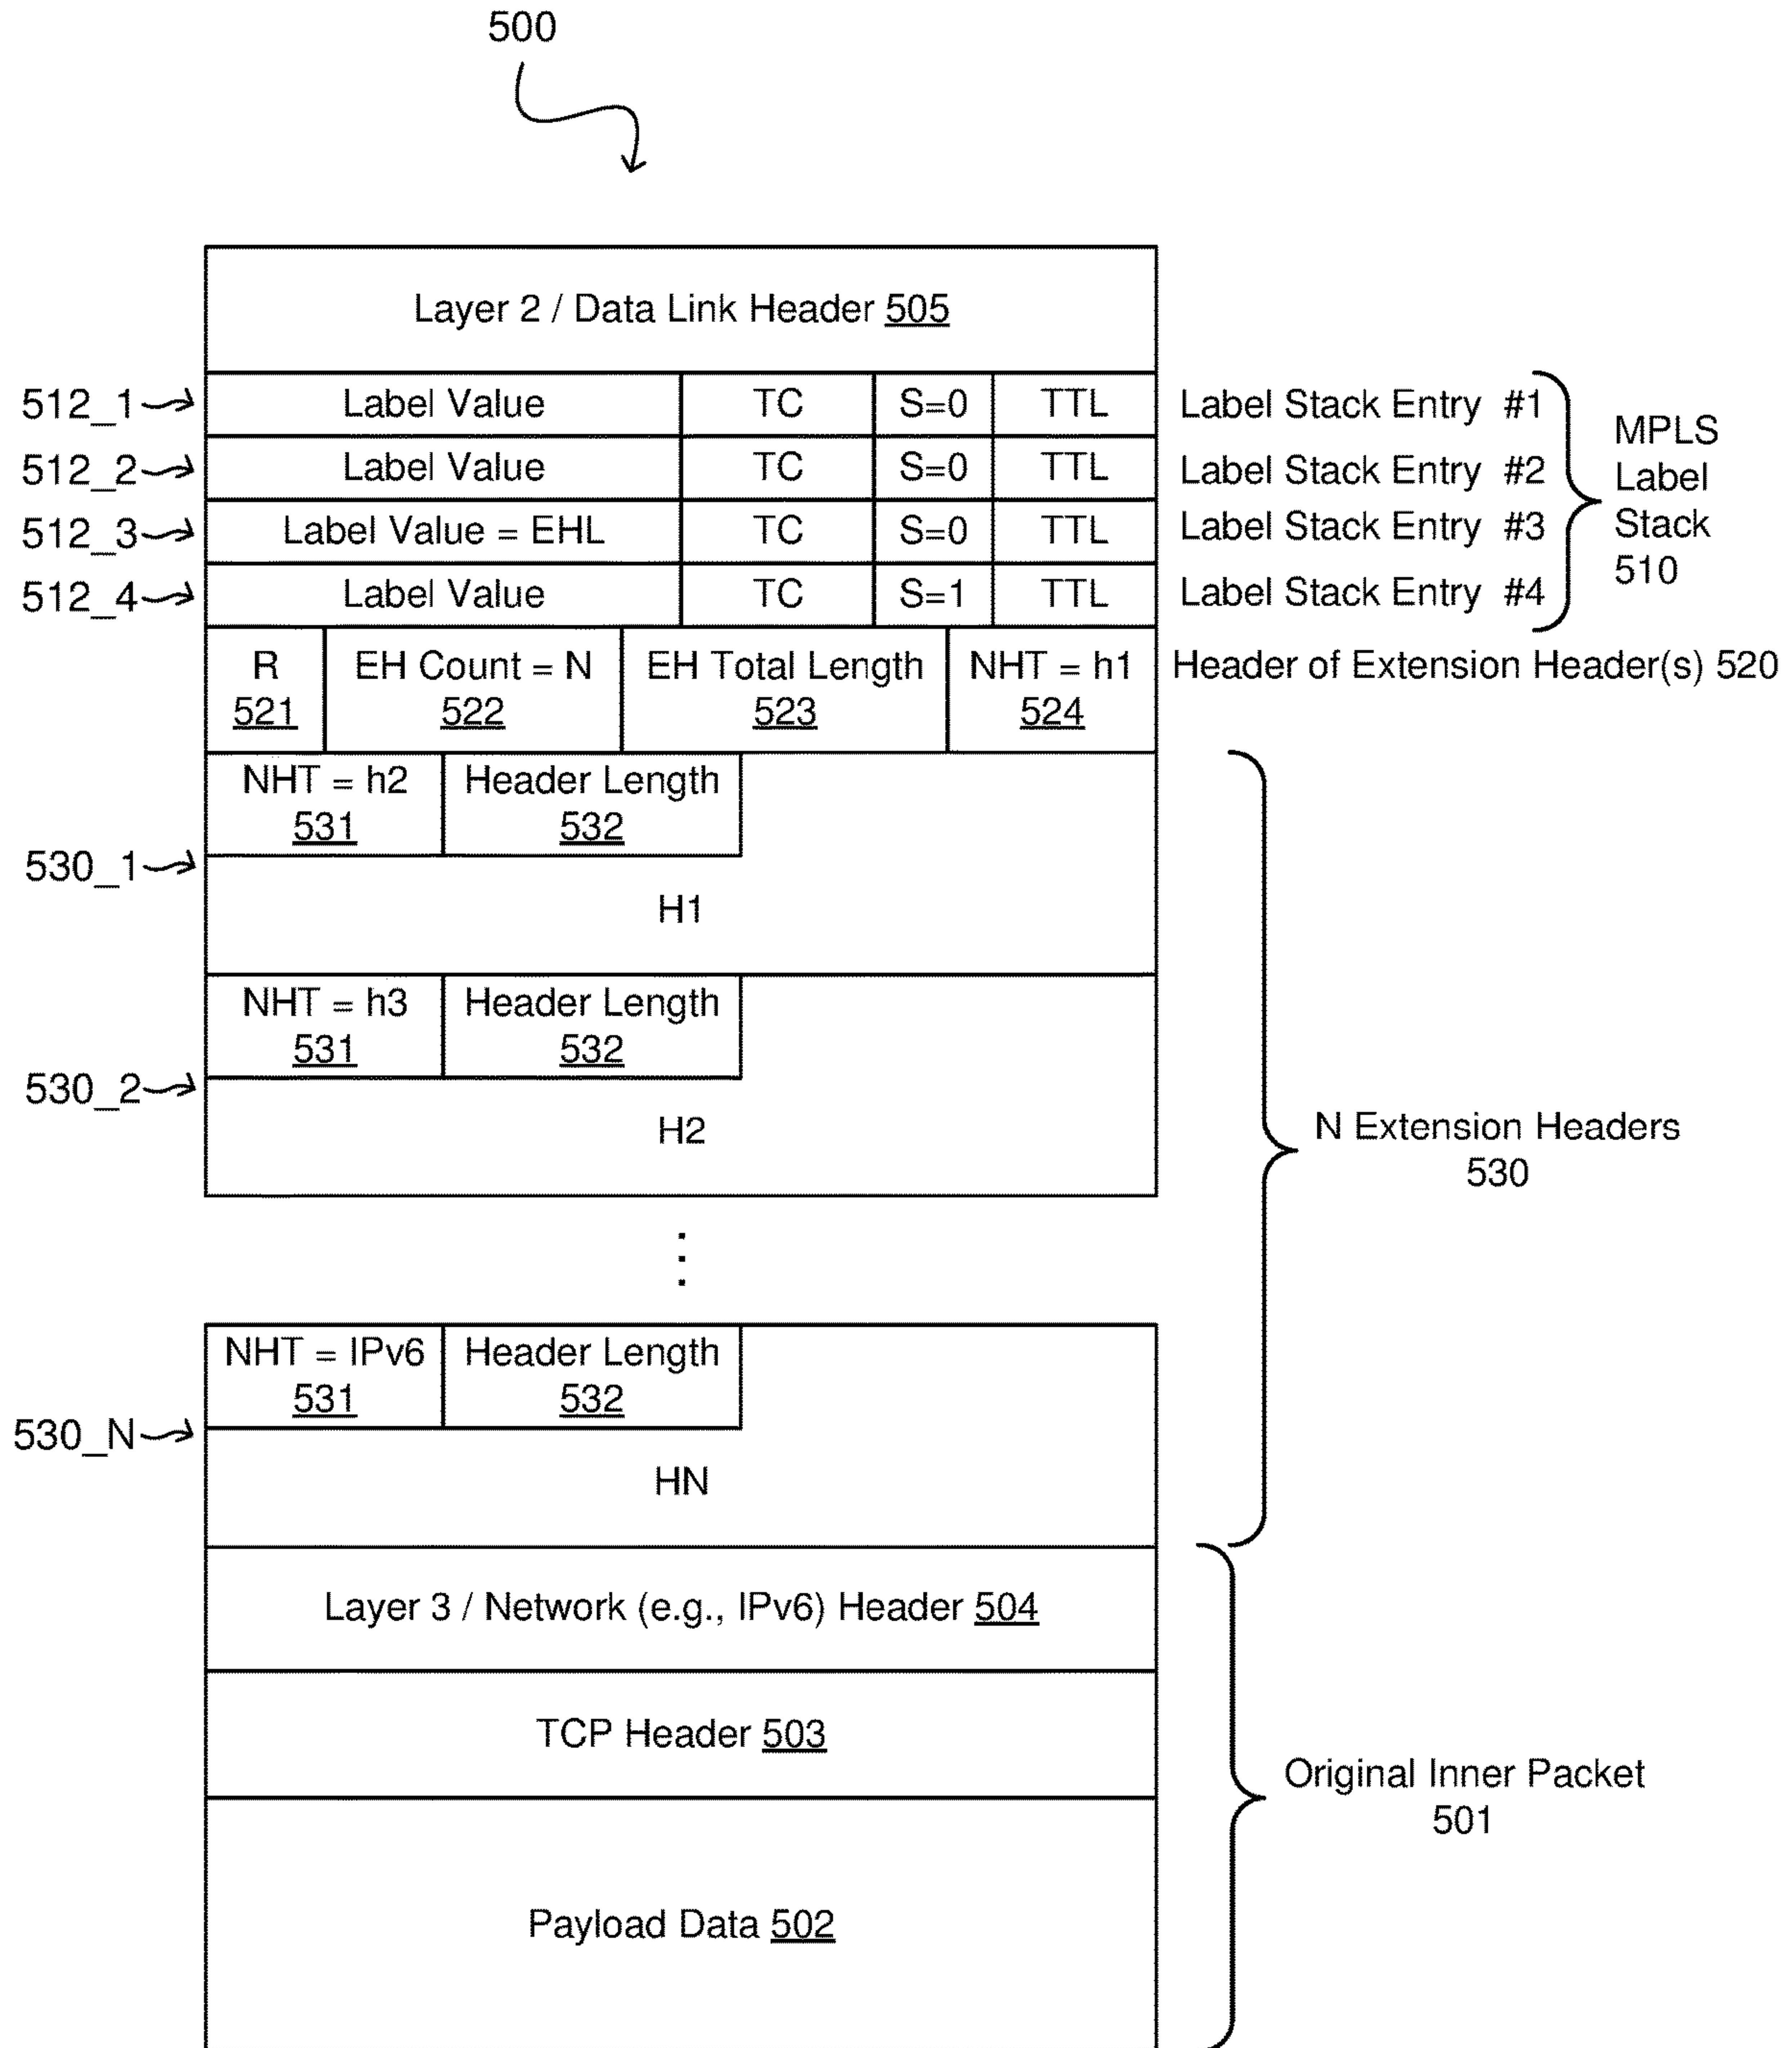 500
Layer 2 / Data Link Header 505
512_1 Label Value TC S=0 TTL Label Stack Entry #1
512_2 Label Value TC S=0 TTL Label Stack Entry #2
512_3 Label Value = EHL TC S=0 TTL Label Stack Entry #3
512_4 Label Value TC S=1 TTL Label Stack Entry #4
MPLS
Label
Stack
510
R EH Count = N EH Total Length NHT = h1 Header of Extension Header(s) 520
521 522 523 524
NHT = h2 Header Length
531 532
530_1
H1
NHT = h3 Header Length
531 532
530_2
H2
N Extension Headers
530
NHT = IPv6 Header Length
531 532
530_N
HN
Layer 3 / Network (e.g., IPv6) Header 504
TCP Header 503
Original Inner Packet
501
Payload Data 502